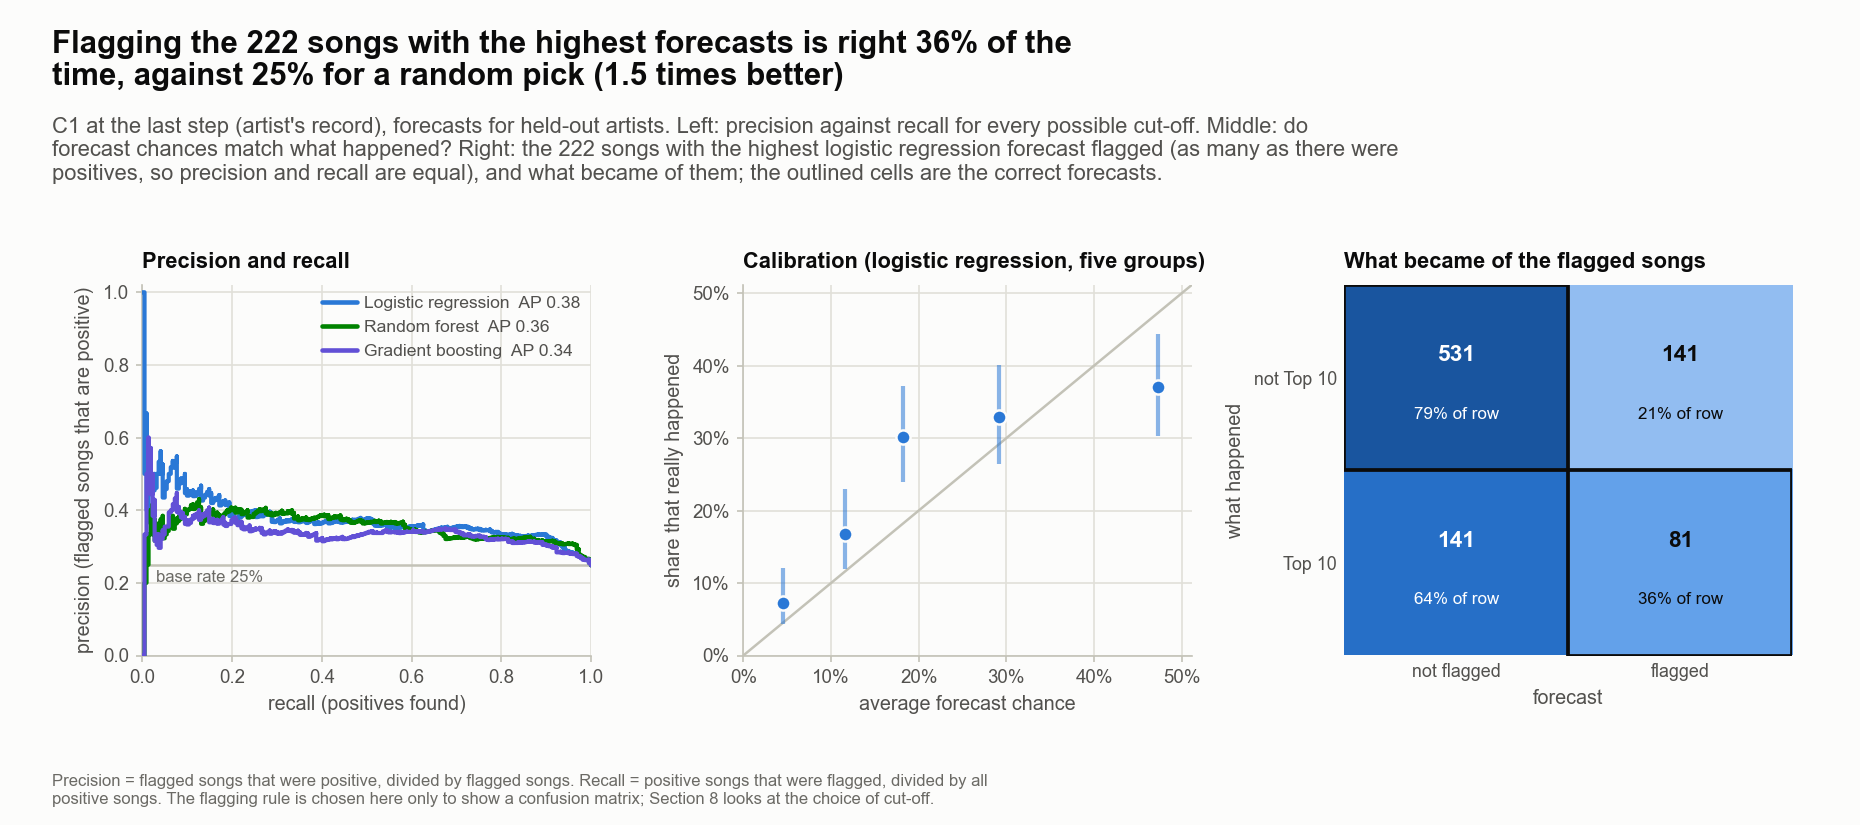 Flagging the 222 songs with the highest forecasts is right 36% of the
time, against 25% for a random pick (1.5 times better)
C1 at the last step (artist's record), forecasts for held-out artists. Left: precision against recall for every possible cut-off. Middle: do
forecast chances match what happened? Right: the 222 songs with the highest logistic regression forecast flagged (as many as there were
positives, so precision and recall are equal), and what became of them; the outlined cells are the correct forecasts.
Precision and recall
precision (flagged songs that are positive)
1.0
0.8
0.6
0.4
0.2
0.0
Logistic regression AP 0.38
Random forest AP 0.36
Gradient boosting AP 0.34
base rate 25%
0.0 0.2 0.4 0.6 0.8 1.0
recall (positives found)
Calibration (logistic regression, five groups)
share that really happened
50%
40%
30%
20%
10%
0%
0% 10% 20% 30% 40% 50%
average forecast chance
What became of the flagged songs
what happened
not Top 10
531 141
79% of row 21% of row
Top 10
141 81
64% of row 36% of row
not flagged flagged
forecast
Precision = flagged songs that were positive, divided by flagged songs. Recall = positive songs that were flagged, divided by all
positive songs. The flagging rule is chosen here only to show a confusion matrix; Section 8 looks at the choice of cut-off.